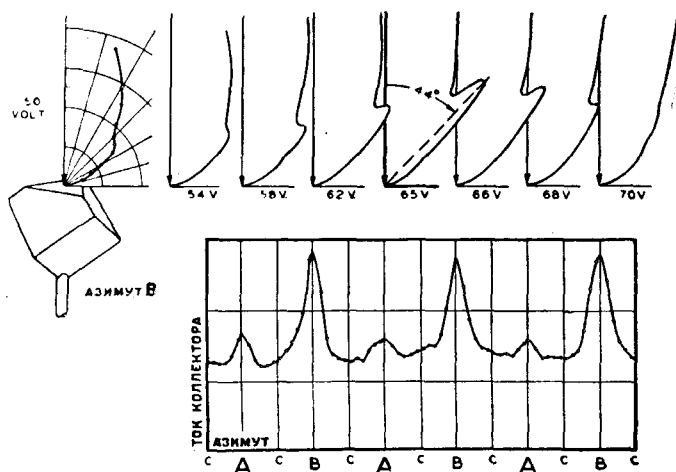 50
VOLT
44°
54 V.
58 V.
62 V.
65 V.
66 V.
68 V.
70 V.
АЗИМУТ В
ТОК КОЛЛЕКТОРА
АЗИМУТ
С А С В С А С В С А С В С